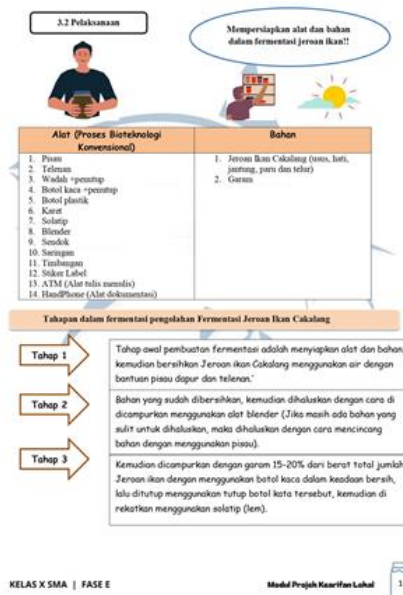 3.2 Pelaksanaan
Mempersiapkan alat dan bahan
dalam fermentasi jeroan ikan!!
Alat (Proses Bioteknologi
Konvensional)
1. Pisau
2. Telenan
3. Wadah +penutup
4. Botol kaca +penutup
5. Botol plastik
6. Karet
7. Solatip
8. Blender
9. Sendok
10. Saringan
11. Timbangan
12. Stiker Label
13. ATM (Alat tulis menulis)
14. HandPhone (Alat dokumentasi)
Bahan
1. Jeroan Ikan Cakalang (usus, hati,
jantung, paru dan telur)
2. Garam
Tahapan dalam fermentasi pengolahan Fermentasi Jeroan Ikan Cakalang
Tahap 1
Tahap awal pembuatan fermentasi adalah menyiapkan alat dan bahan,
kemudian bersihkan Jeroan ikan Cakalang menggunakan air dengan
bantuan pisau dapur dan telenan.'
Tahap 2
Bahan yang sudah dibersihkan, kemudian dihaluskan dengan cara di
dicampurkan menggunakan alat blender (Jika masih ada bahan yang
sulit untuk dihaluskan, maka dihaluskan dengan cara mencincang
bahan dengan menggunakan pisau).
Tahap 3
Kemudian dicampurkan dengan garam 15-20% dari berat total jumlah
Jeroan ikan dengan menggunakan botol kaca dalam keadaan bersih,
lalu ditutup menggunakan tutup botol kata tersebut, kemudian di
rekatkan menggunakan solatip (lem).
KELAS X SMA | FASE E
Modul Projek Kearifan Lokal
1